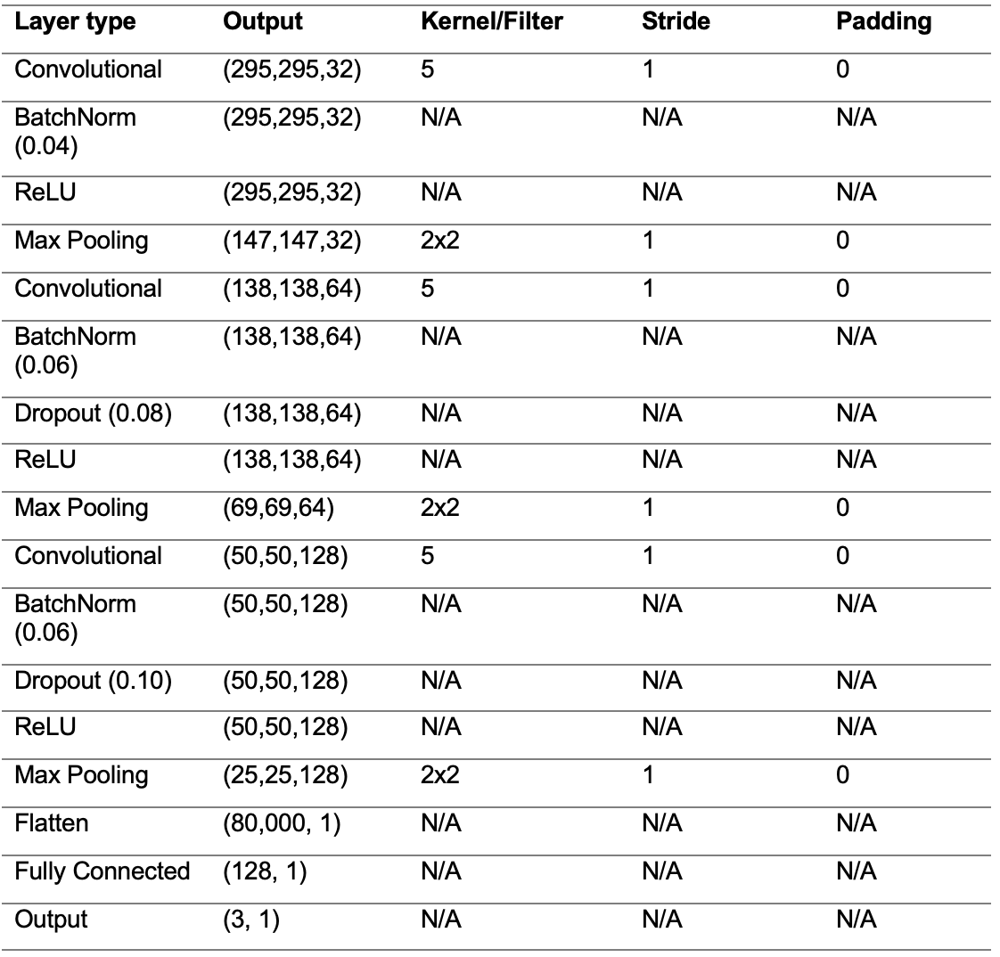 Layer type Output Kernel/Filter Stride Padding
Convolutional (295,295,32) 5 1 0
BatchNorm (295,295,32) N/A N/A N/A
(0.04)
ReLU (295,295,32) N/A N/A N/A
Max Pooling (147,147,32) 2x2 1 0
Convolutional (138,138,64) 5 1 0
BatchNorm (138,138,64) N/A N/A N/A
(0.06)
Dropout (0.08) (138,138,64) N/A N/A N/A
ReLU (138,138,64) N/A N/A N/A
Max Pooling (69,69,64) 2x2 1 0
Convolutional (50,50,128) 5 1 0
BatchNorm (50,50,128) N/A N/A N/A
(0.06)
Dropout (0.10) (50,50,128) N/A N/A N/A
ReLU (50,50,128) N/A N/A N/A
Max Pooling (25,25,128) 2x2 1 0
Flatten (80,000, 1) N/A N/A N/A
Fully Connected (128, 1) N/A N/A N/A
Output (3, 1) N/A N/A N/A